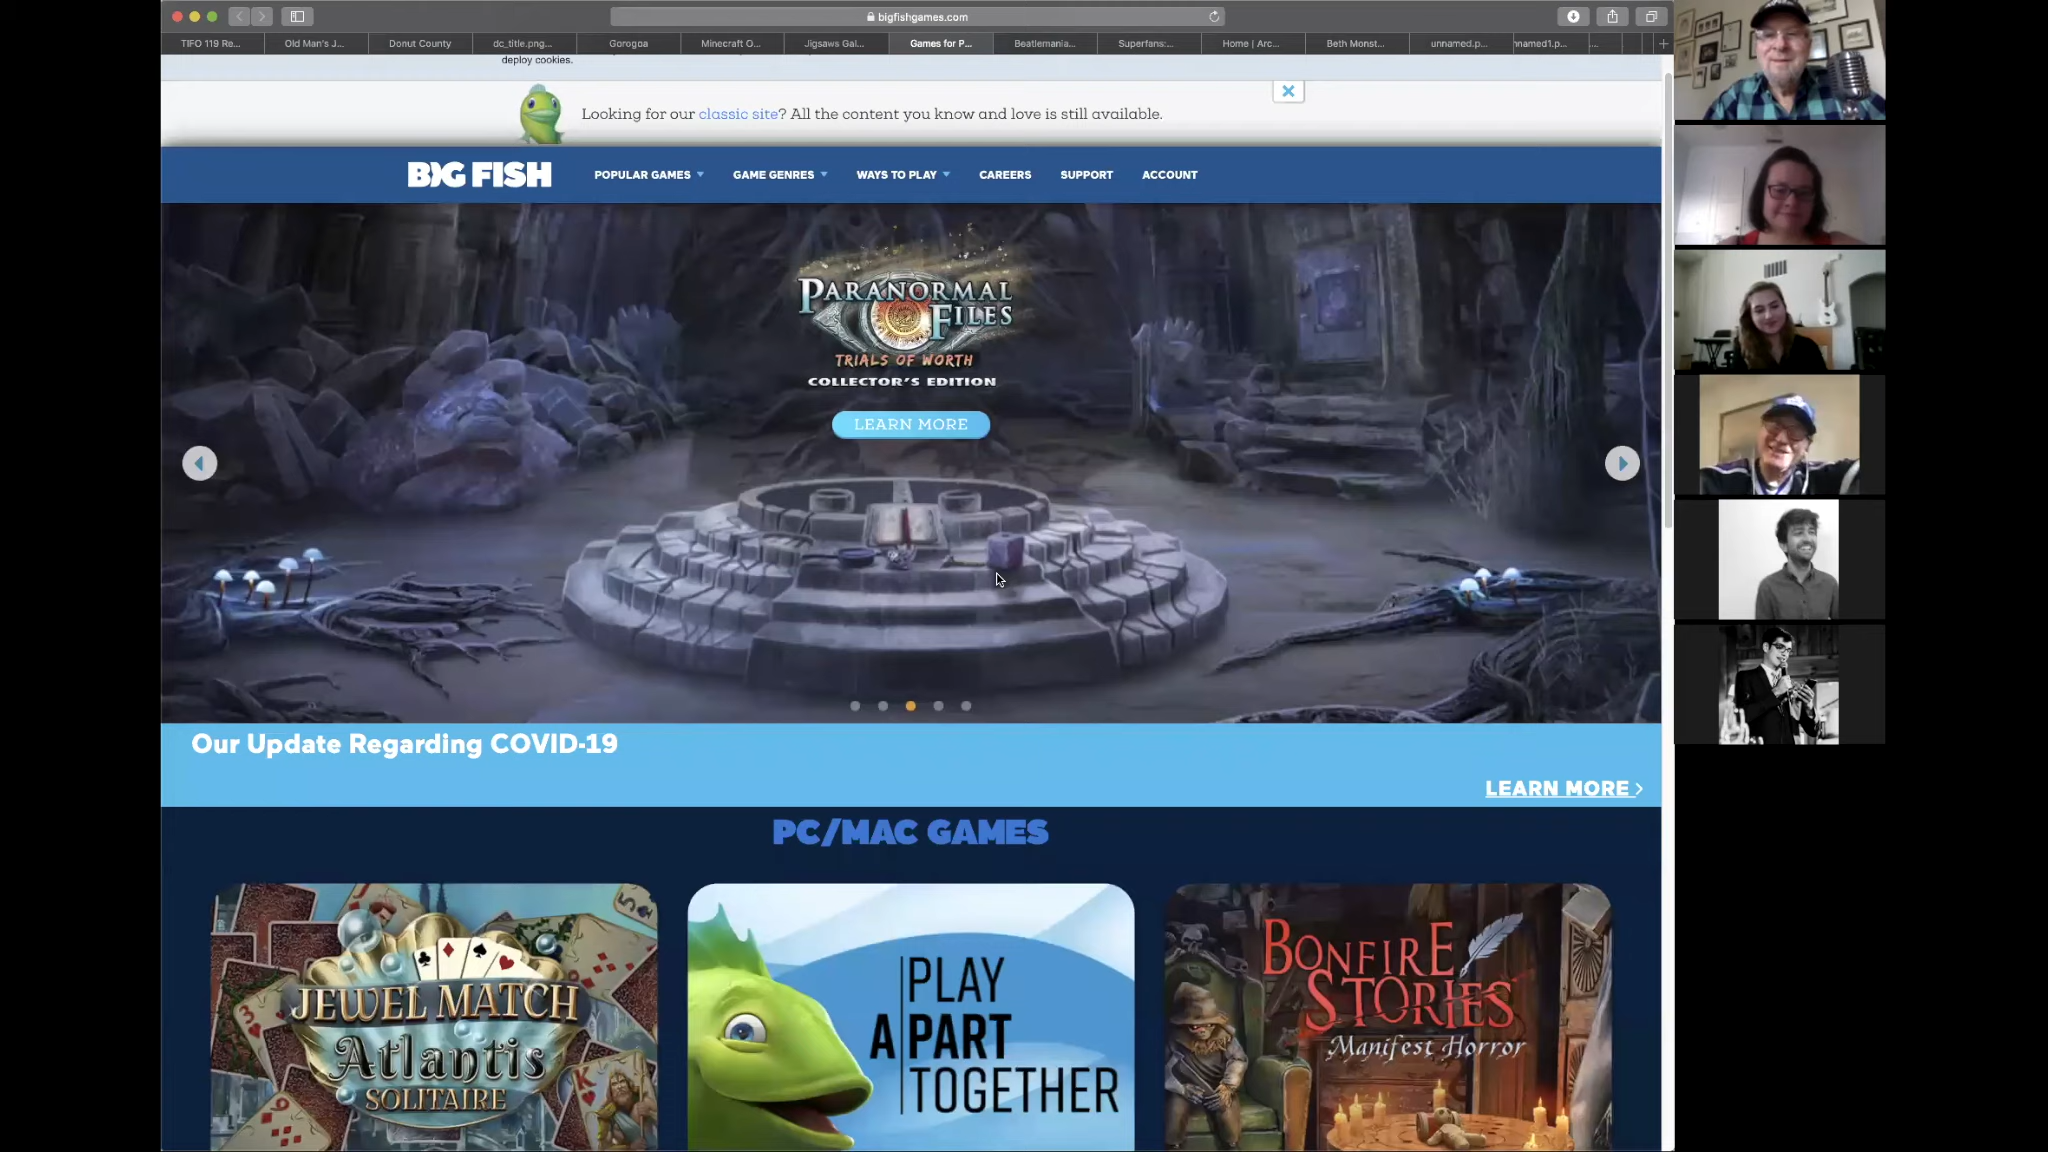 bigfishgames.com
TIFO 119 Re...
Old Man's J...
Donut County
dc_title.png...
Gorogoa
Minecraft O...
Jigsaws Gal...
Games for P...
Beatlemania...
Superfans:...
Home | Arc...
Beth Monst...
unnamed.p...
nnamed1.p...
...
deploy cookies.
Looking for our classic site? All the content you know and love is still available.
BIG FISH
POPULAR GAMES
GAME GENRES
WAYS TO PLAY
CAREERS
SUPPORT
ACCOUNT
PARANORMAL
FILES
TRIALS OF WORTH
COLLECTOR'S EDITION
LEARN MORE
Our Update Regarding COVID-19
LEARN MORE >
PC/MAC GAMES
JEWEL MATCH
Atlantis
SOLITAIRE
PLAY
A PART
TOGETHER
BONFIRE
STORIES
Manifest Horror